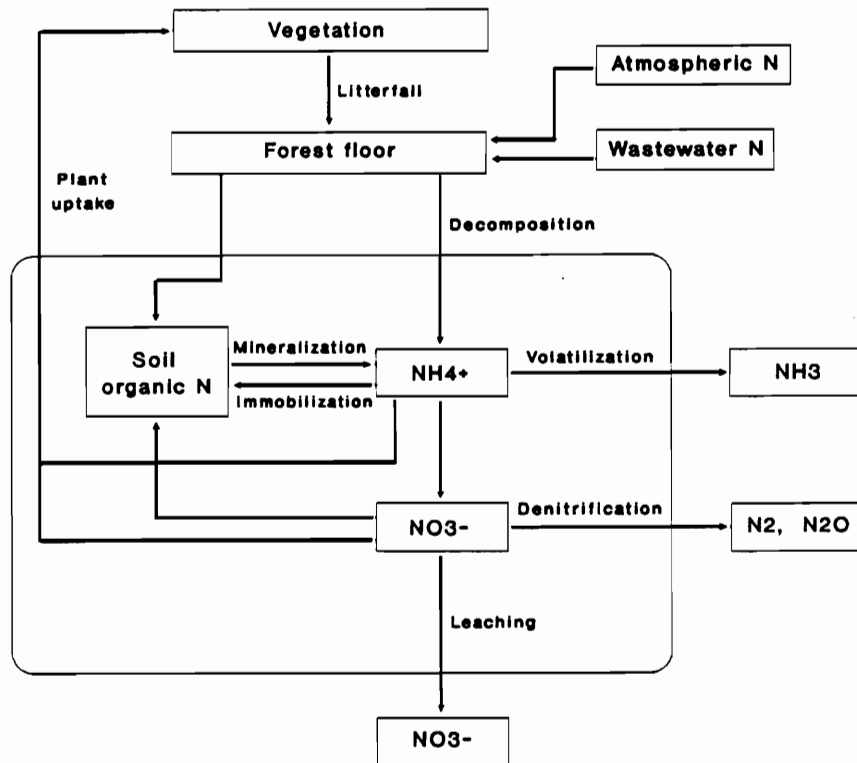 Vegetation
Atmospheric N
Litterfall
Forest floor
Wastewater N
Plant
uptake
Decomposition
Soil
organic N
Mineralization
Immobilization
NH4+
Volatilization
NH3
NO3-
Denitrification
N2, N2O
Leaching
NO3-